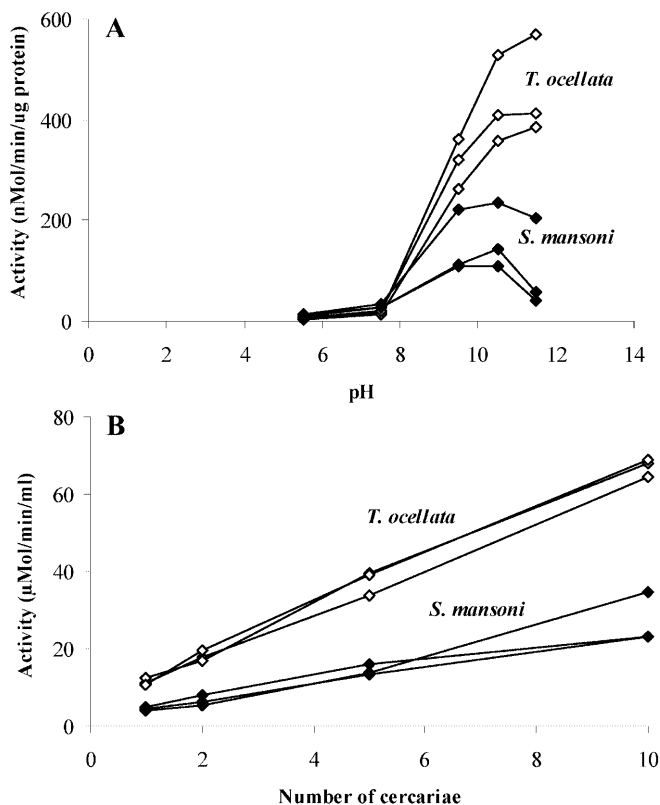 A
Activity (nMol/min/ug protein)
600
400
200
0
T. ocellata
S. mansoni
0 2 4 6 8 10 12 14
pH
B
Activity (µMol/min/ml)
80
60
40
20
0
T. ocellata
S. mansoni
0 2 4 6 8 10
Number of cercariae